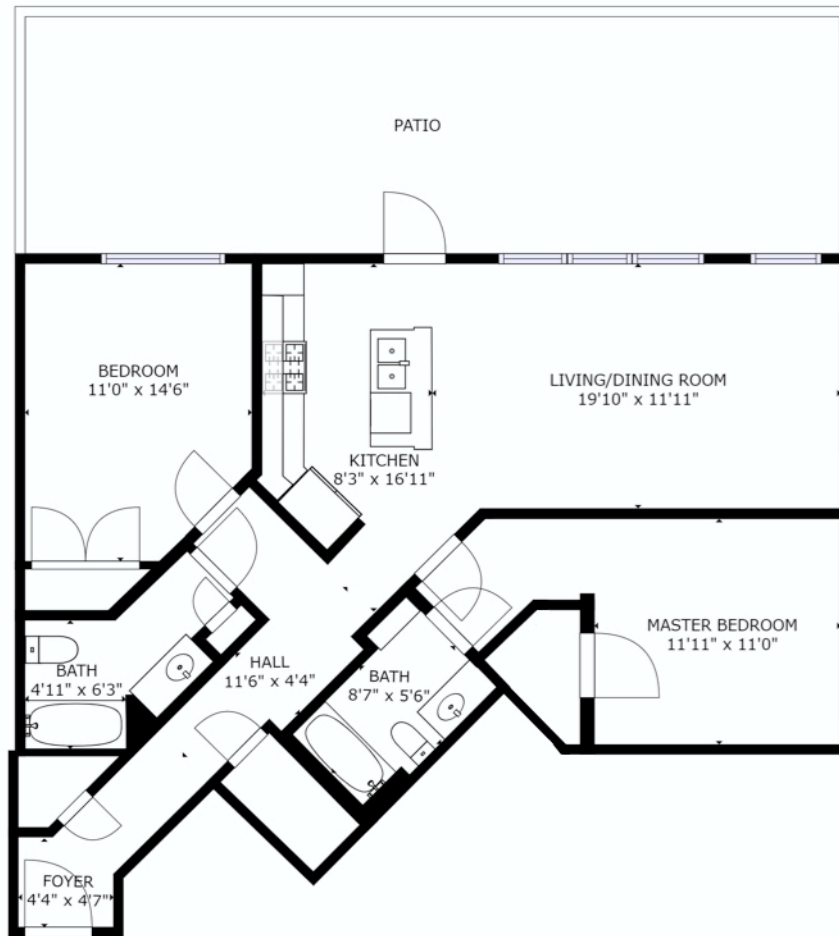 PATIO
BEDROOM
11'0" x 14'6"
LIVING/DINING ROOM
19'10" x 11'11"
KITCHEN
8'3" x 16'11"
MASTER BEDROOM
11'11" x 11'0"
HALL
11'6" x 4'4"
BATH
4'11" x 6'3"
BATH
8'7" x 5'6"
FOYER
4'4" x 4'7"